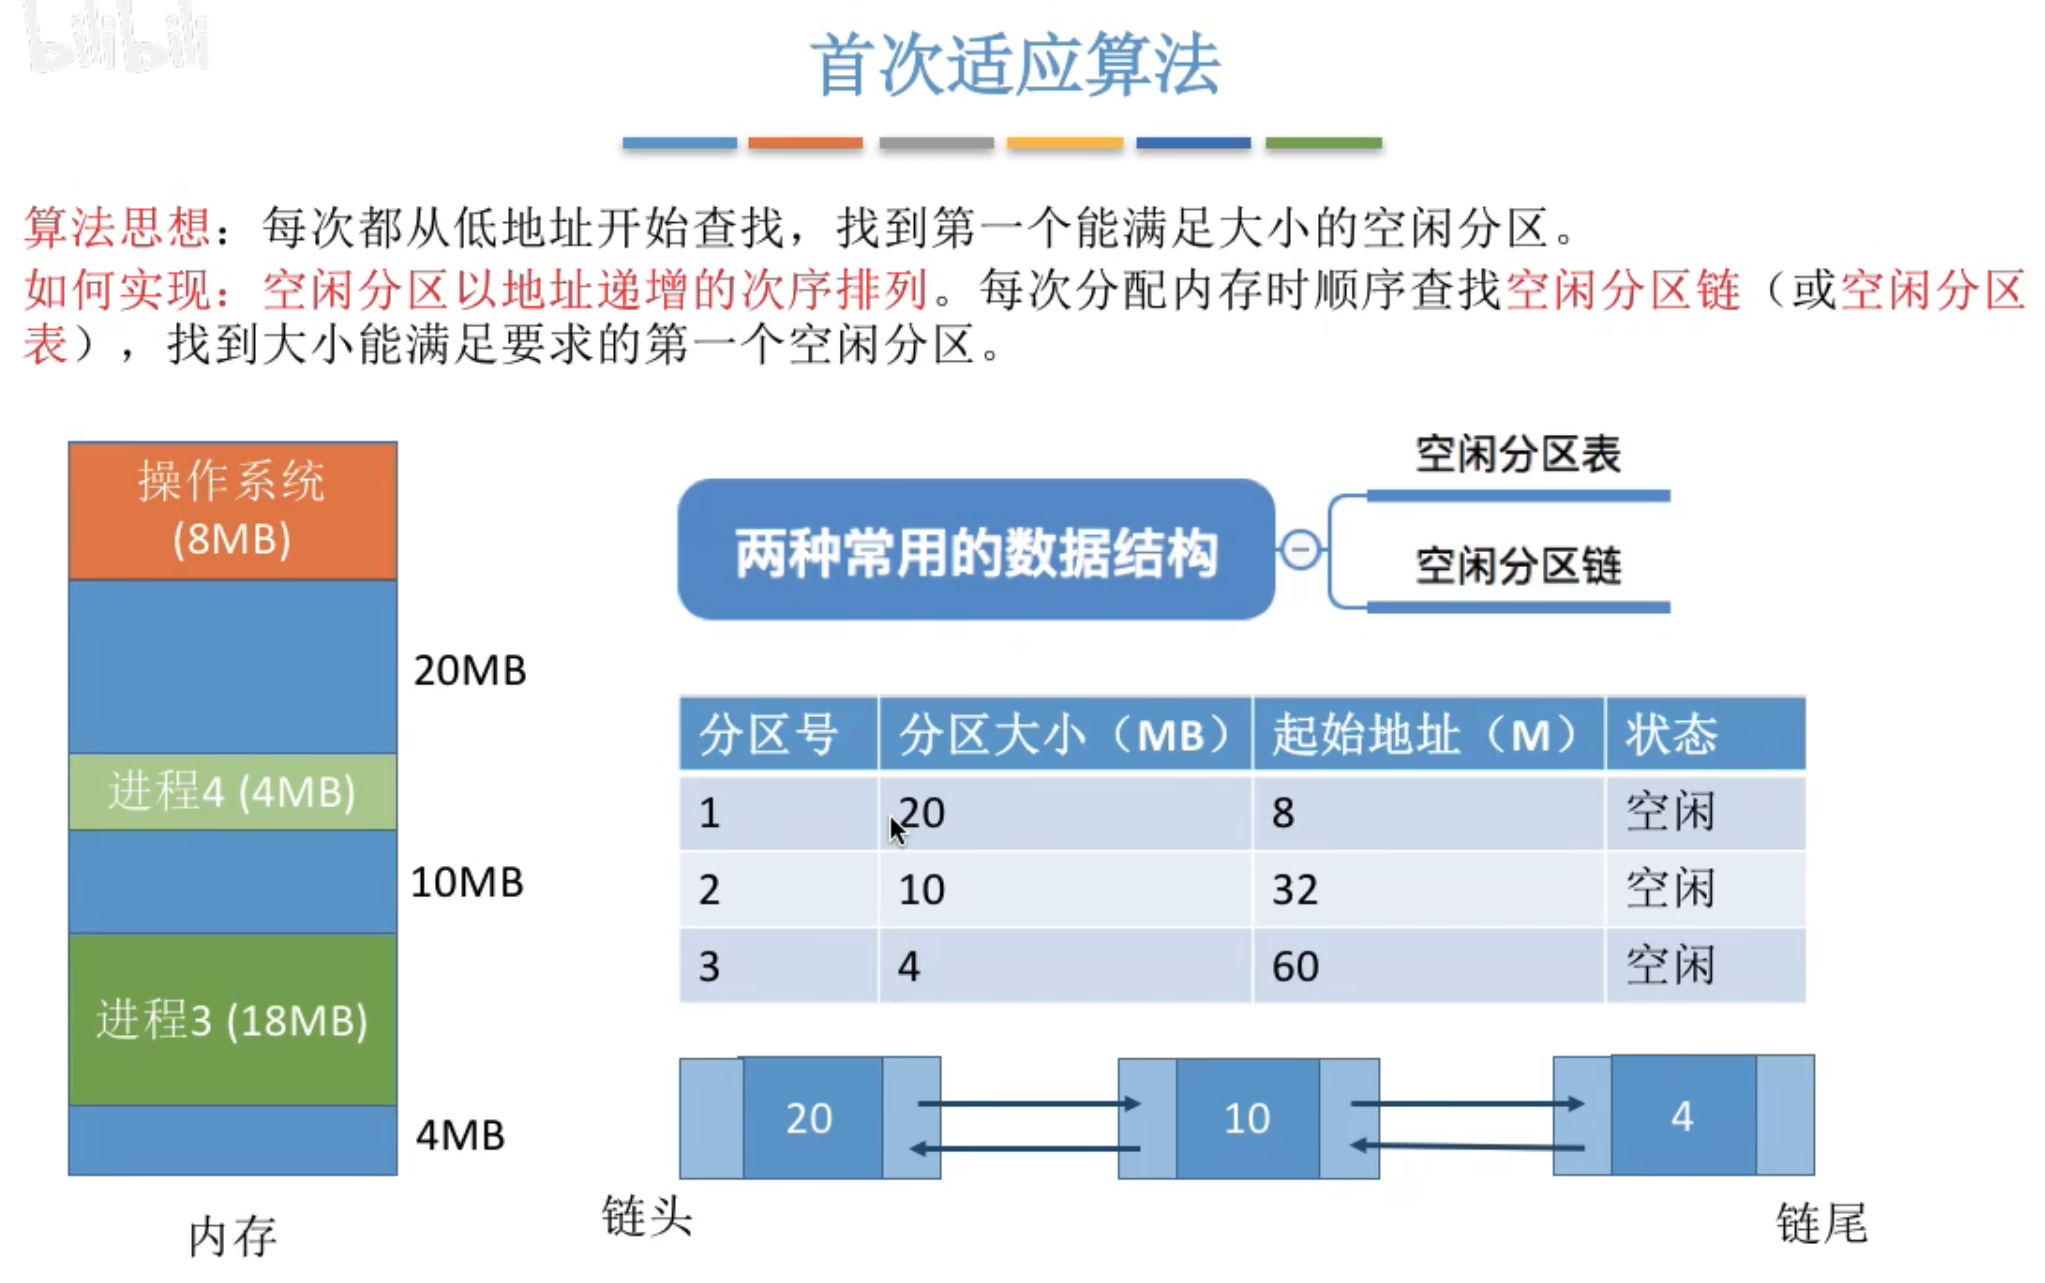 bilibili
首次适应算法
算法思想：每次都从低地址开始查找，找到第一个能满足大小的空闲分区。
如何实现：空闲分区以地址递增的次序排列。每次分配内存时顺序查找空闲分区链（或空闲分区
表），找到大小能满足要求的第一个空闲分区。
操作系统
(8MB)
20MB
进程4 (4MB)
10MB
进程3 (18MB)
4MB
内存
两种常用的数据结构
空闲分区表
空闲分区链
分区号 分区大小（MB） 起始地址（M） 状态
1 20 8 空闲
2 10 32 空闲
3 4 60 空闲
20 10 4
链头 链尾